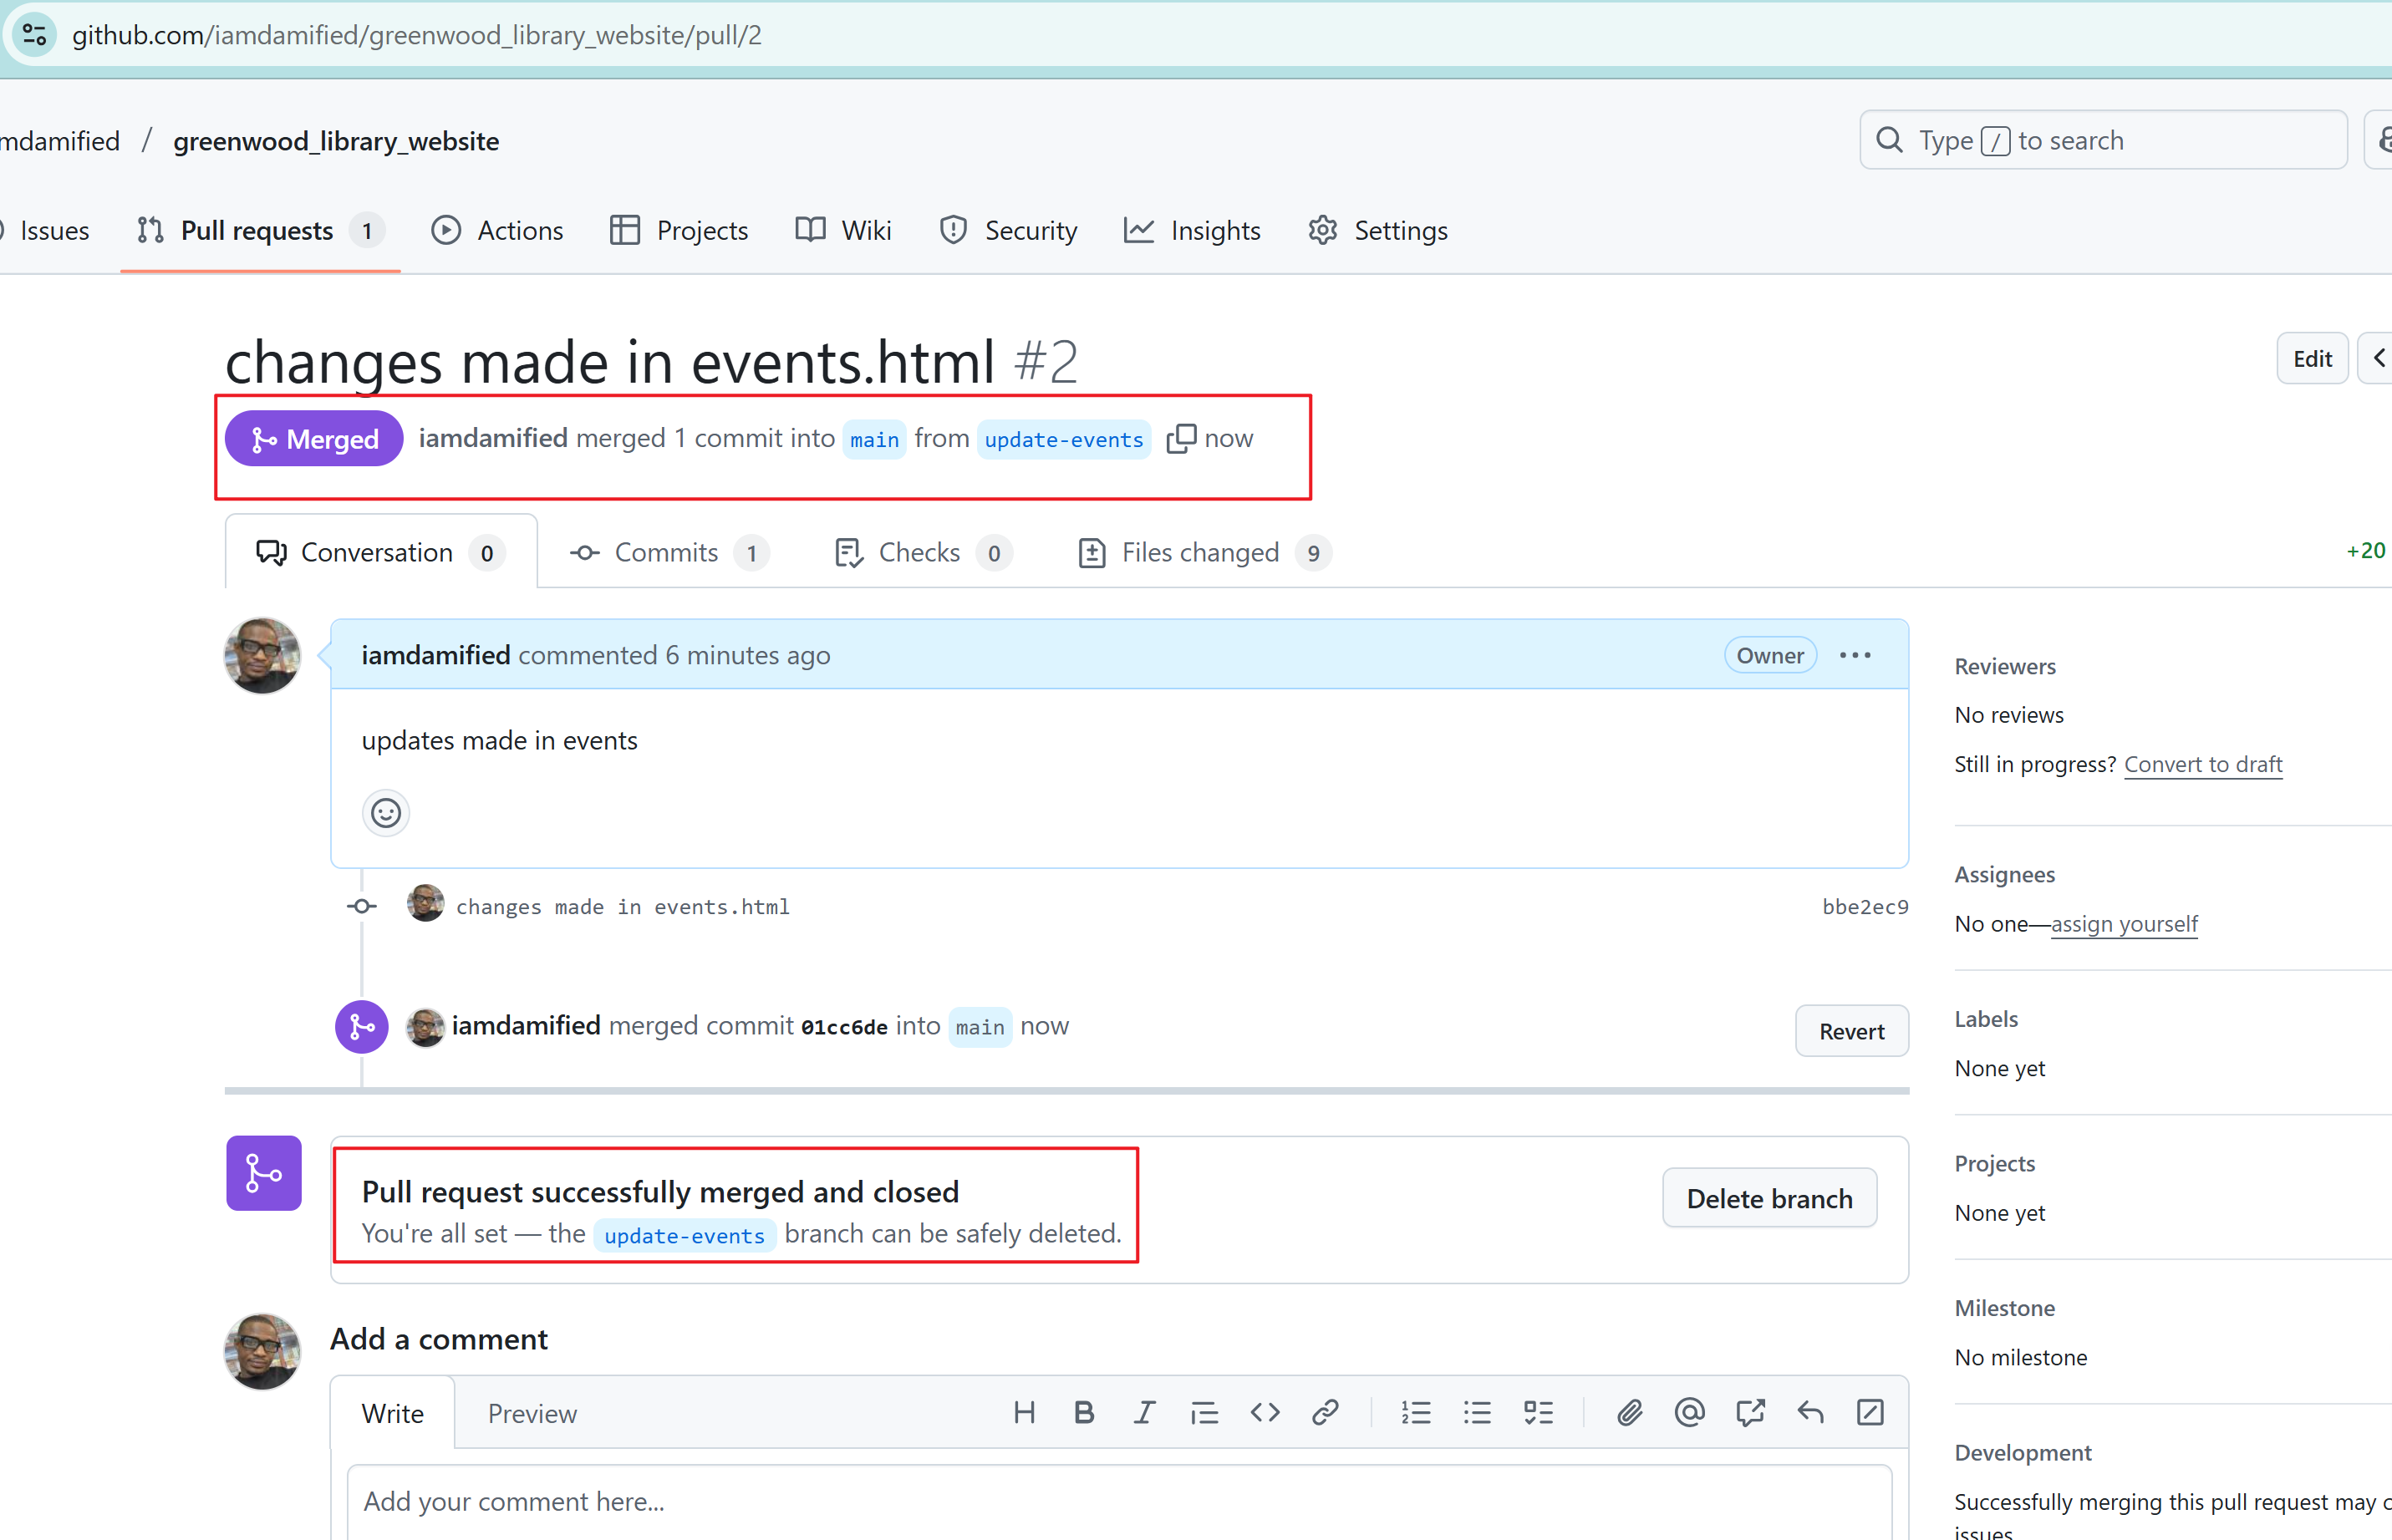 github.com/iamdamified/greenwood_library_website/pull/2
mdamified / greenwood_library_website
Type / to search
Issues Pull requests 1 Actions Projects Wiki Security Insights Settings
changes made in events.html #2
Edit
Merged iamdamified merged 1 commit into main from update-events now
Conversation 0 Commits 1 Checks 0 Files changed 9
+20
iamdamified commented 6 minutes ago Owner
updates made in events
changes made in events.html bbe2ec9
iamdamified merged commit 01cc6de into main now
Revert
Pull request successfully merged and closed
You're all set — the update-events branch can be safely deleted.
Delete branch
Add a comment
Write Preview
Add your comment here...
Reviewers
No reviews
Still in progress? Convert to draft
Assignees
No one—assign yourself
Labels
None yet
Projects
None yet
Milestone
No milestone
Development
Successfully merging this pull request may
issues